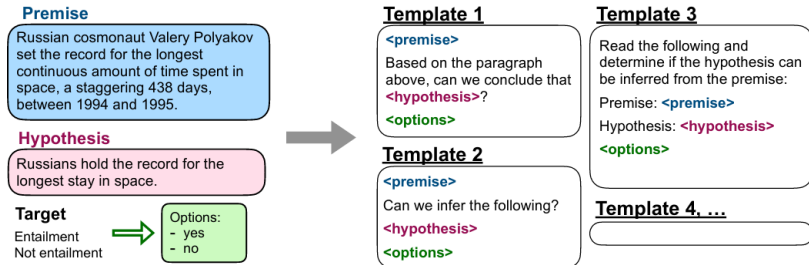 Premise
Russian cosmonaut Valery Polyakov
set the record for the longest
continuous amount of time spent in
space, a staggering 438 days,
between 1994 and 1995.
Hypothesis
Russians hold the record for the
longest stay in space.
Target
Entailment
Not entailment
Options:
- yes
- no
Template 1
<premise>
Based on the paragraph
above, can we conclude that
<hypothesis>?
<options>
Template 2
<premise>
Can we infer the following?
<hypothesis>
<options>
Template 3
Read the following and
determine if the hypothesis can
be inferred from the premise:
Premise: <premise>
Hypothesis: <hypothesis>
<options>
Template 4, …